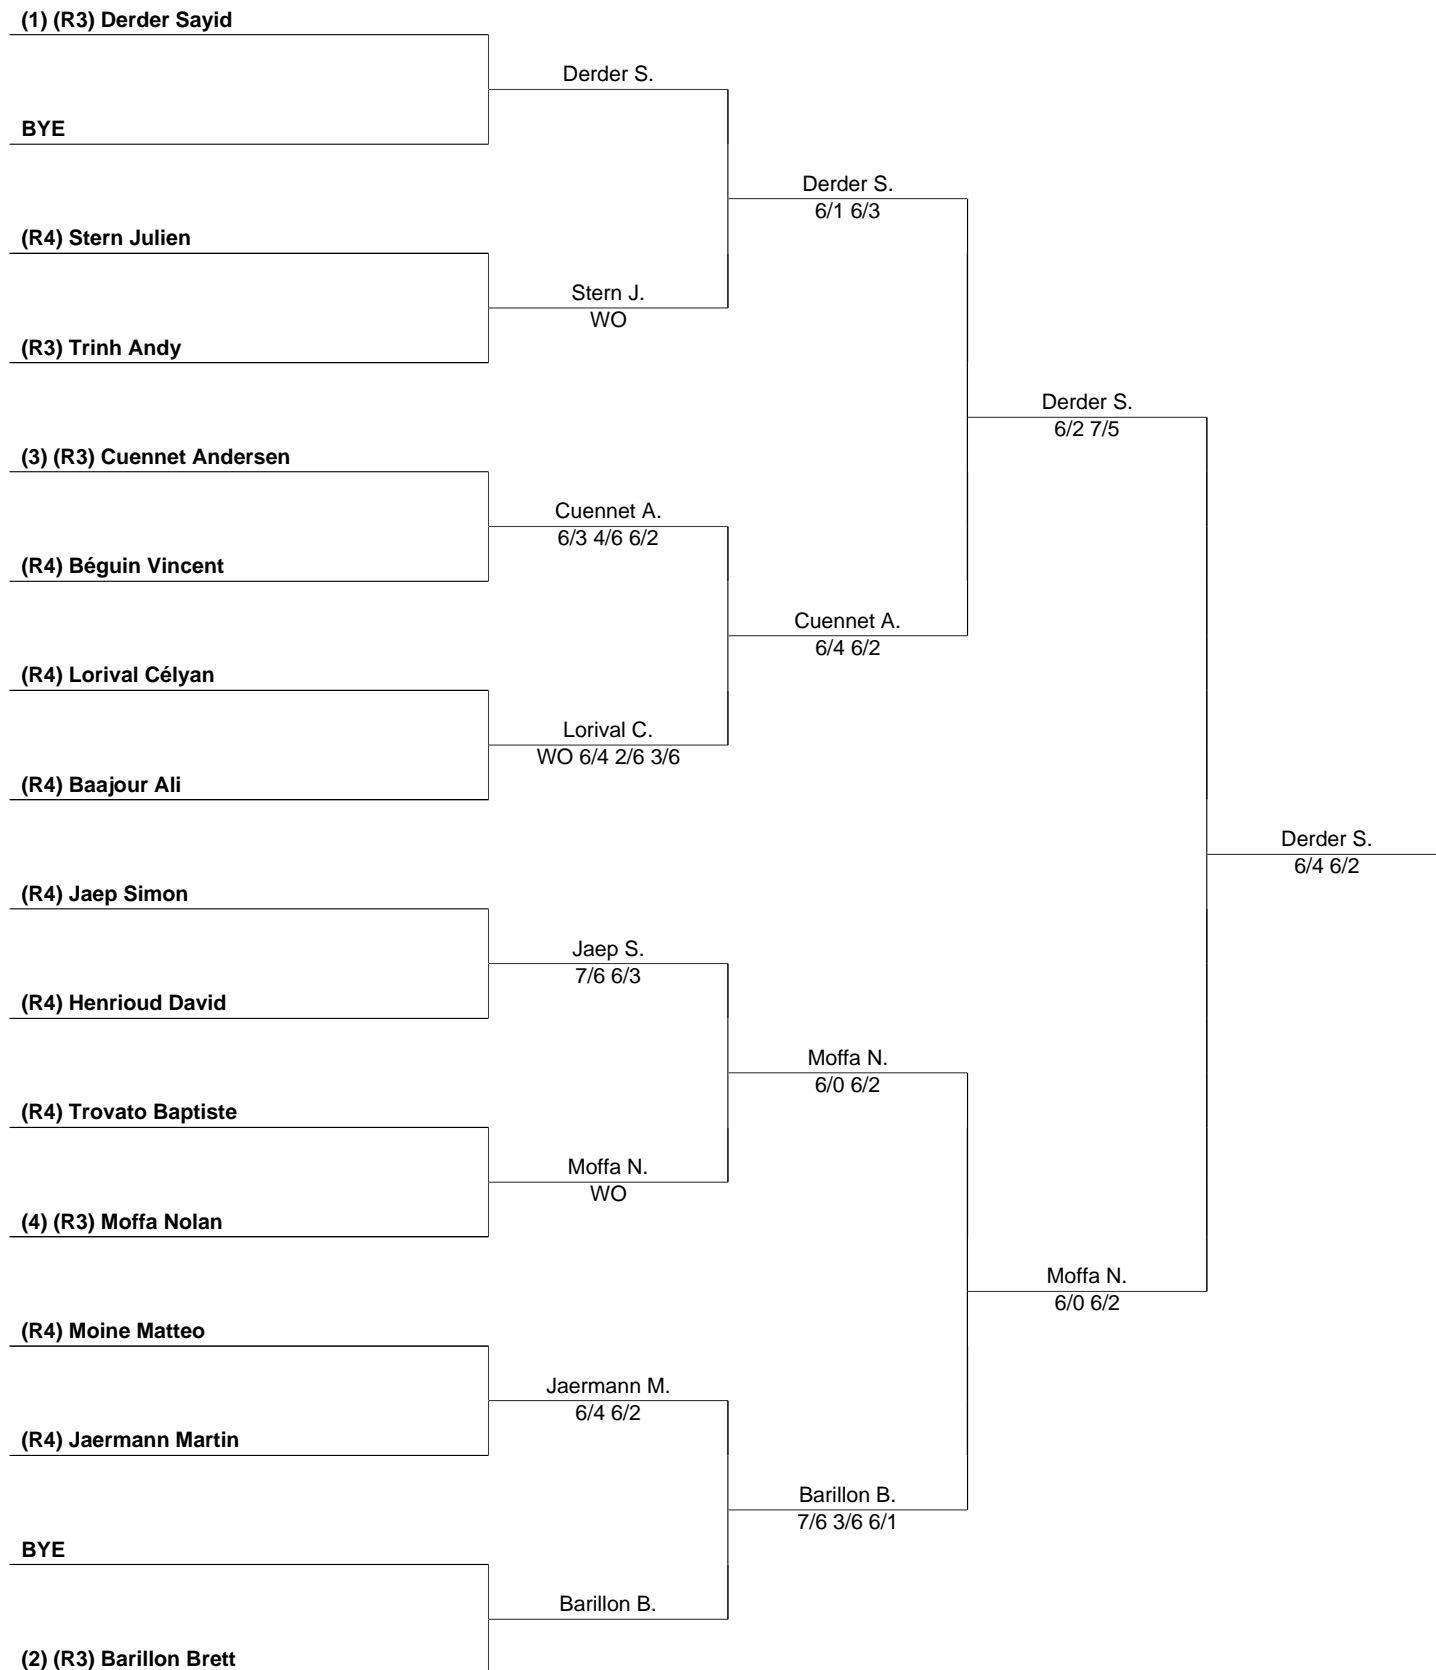 (1) (R3) Derder Sayid
Derder S.
BYE
Derder S.
6/1 6/3
(R4) Stern Julien
Stern J.
WO
(R3) Trinh Andy
Derder S.
6/2 7/5
(3) (R3) Cuennet Andersen
Cuennet A.
6/3 4/6 6/2
(R4) Béguin Vincent
Cuennet A.
6/4 6/2
(R4) Lorival Célyan
Lorival C.
WO 6/4 2/6 3/6
(R4) Baajour Ali
Derder S.
6/4 6/2
(R4) Jaep Simon
Jaep S.
7/6 6/3
(R4) Henrioud David
Moffa N.
6/0 6/2
(R4) Trovato Baptiste
Moffa N.
WO
(4) (R3) Moffa Nolan
Moffa N.
6/0 6/2
(R4) Moine Matteo
Jaermann M.
6/4 6/2
(R4) Jaermann Martin
Barillon B.
7/6 3/6 6/1
BYE
Barillon B.
(2) (R3) Barillon Brett